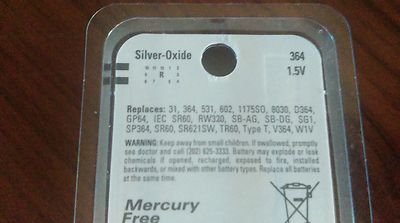 Silver-Oxide 364
1.5V
R
Replaces: 31, 364, 531, 602, 1175SO, 8030, D364,
GP64, IEC SR60, RW320, SB-AG, SB-DG, SG1,
SP364, SR60, SR621SW, TR60, Type T, V364, W1V
WARNING: Keep away from small children. If swallowed, promptly
see doctor and call (202) 625-3333. Battery may explode or leak
chemicals if opened, recharged, exposed to fire, installed
backwards, or mixed with other battery types. Replace all batteries
at the same time.
Mercury
Free